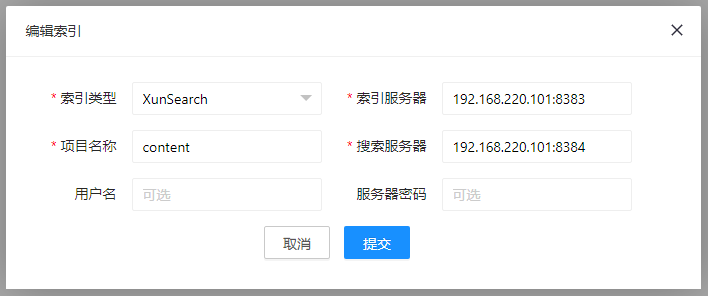 编辑索引
* 索引类型 XunSearch * 索引服务器 192.168.220.101:8383
* 项目名称 content * 搜索服务器 192.168.220.101:8384
用户名 可选 服务器密码 可选
取消 提交